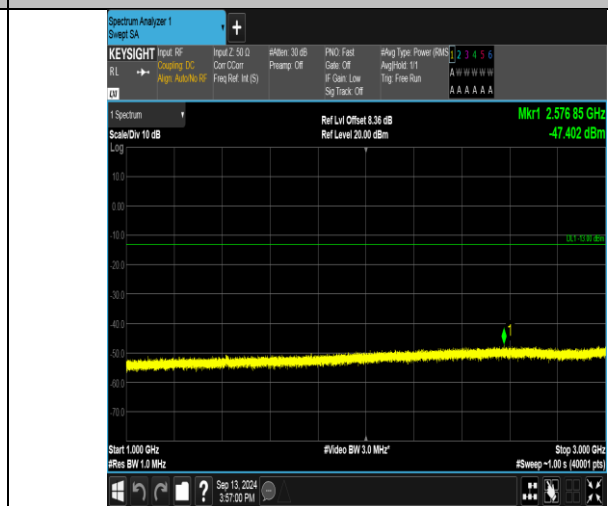 Spectrum Analyzer 1
Swept SA
+
KEYSIGHT Input: RF Input Z: 50 Ω #Atten: 30 dB PNO: Fast #Avg Type: Power (RMS 1 2 3 4 5 6
RL Coupling: DC Corr CCorr Preamp: Off Gate: Off Avg|Hold: 1/1 A W W W W W
Align: Auto/No RF Freq Ref: Int (S) IF Gain: Low Trig: Free Run
Sig Track: Off A A A A A A
1 Spectrum Ref Lvl Offset 8.36 dB Mkr1 2.576 85 GHz
Scale/Div 10 dB Ref Level 20.00 dBm -47.402 dBm
Log
10.0
0.00
-10.0
DL1 -13.00 dBm
-20.0
-30.0
-40.0
1
-50.0
-60.0
-70.0
Start 1.000 GHz #Video BW 3.0 MHz* Stop 3.000 GHz
#Res BW 1.0 MHz #Sweep ~1.00 s (40001 pts)
? Sep 13, 2024
3:57:00 PM